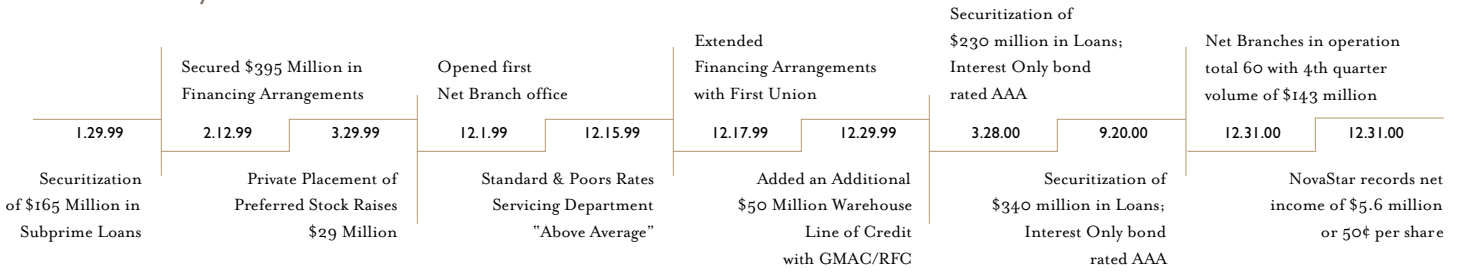 1.29.99
Securitization
of $165 Million in
Subprime Loans
Secured $395 Million in
Financing Arrangements
2.12.99
3.29.99
Private Placement of
Preferred Stock Raises
$29 Million
Opened first
Net Branch office
12.1.99
12.15.99
Standard & Poors Rates
Servicing Department
"Above Average"
Extended
Financing Arrangements
with First Union
12.17.99
12.29.99
Added an Additional
$50 Million Warehouse
Line of Credit
with GMAC/RFC
Securitization of
$230 million in Loans;
Interest Only bond
rated AAA
3.28.00
9.20.00
Securitization of
$340 million in Loans;
Interest Only bond
rated AAA
Net Branches in operation
total 60 with 4th quarter
volume of $143 million
12.31.00
12.31.00
NovaStar records net
income of $5.6 million
or 50¢ per share